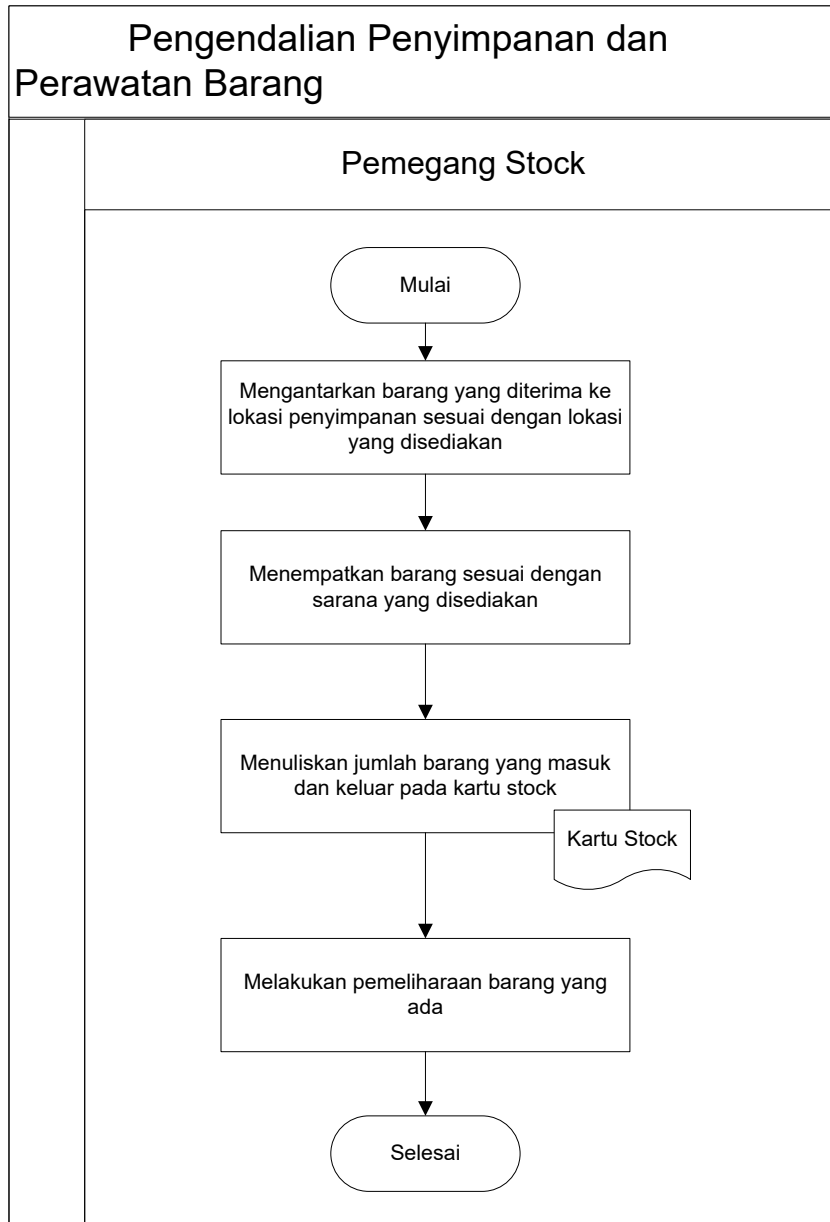 Pengendalian Penyimpanan dan
Perawatan Barang
Pemegang Stock
Mulai
Mengantarkan barang yang diterima ke
lokasi penyimpanan sesuai dengan lokasi
yang disediakan
Menempatkan barang sesuai dengan
sarana yang disediakan
Menuliskan jumlah barang yang masuk
dan keluar pada kartu stock
Kartu Stock
Melakukan pemeliharaan barang yang
ada
Selesai